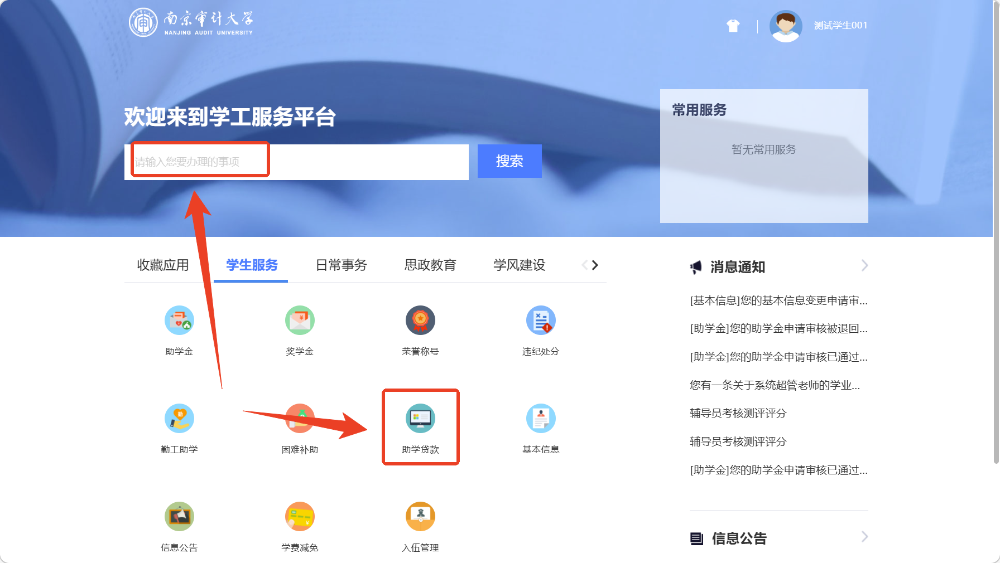 南京审计大学
NANJING AUDIT UNIVERSITY
测试学生001
欢迎来到学工服务平台
请输入您要办理的事项
搜索
常用服务
暂无常用服务
收藏应用
学生服务
日常事务
思政教育
学风建设
助学金
奖学金
荣誉称号
违纪处分
勤工助学
困难补助
助学贷款
基本信息
信息公告
学费减免
入伍管理
消息通知
[基本信息]您的基本信息变更申请审...
[助学金]您的助学金申请审核被退回...
[助学金]您的助学金申请审核已通过...
您有一条关于系统超管老师的学业...
辅导员考核测评评分
辅导员考核测评评分
[助学金]您的助学金申请审核已通过...
信息公告